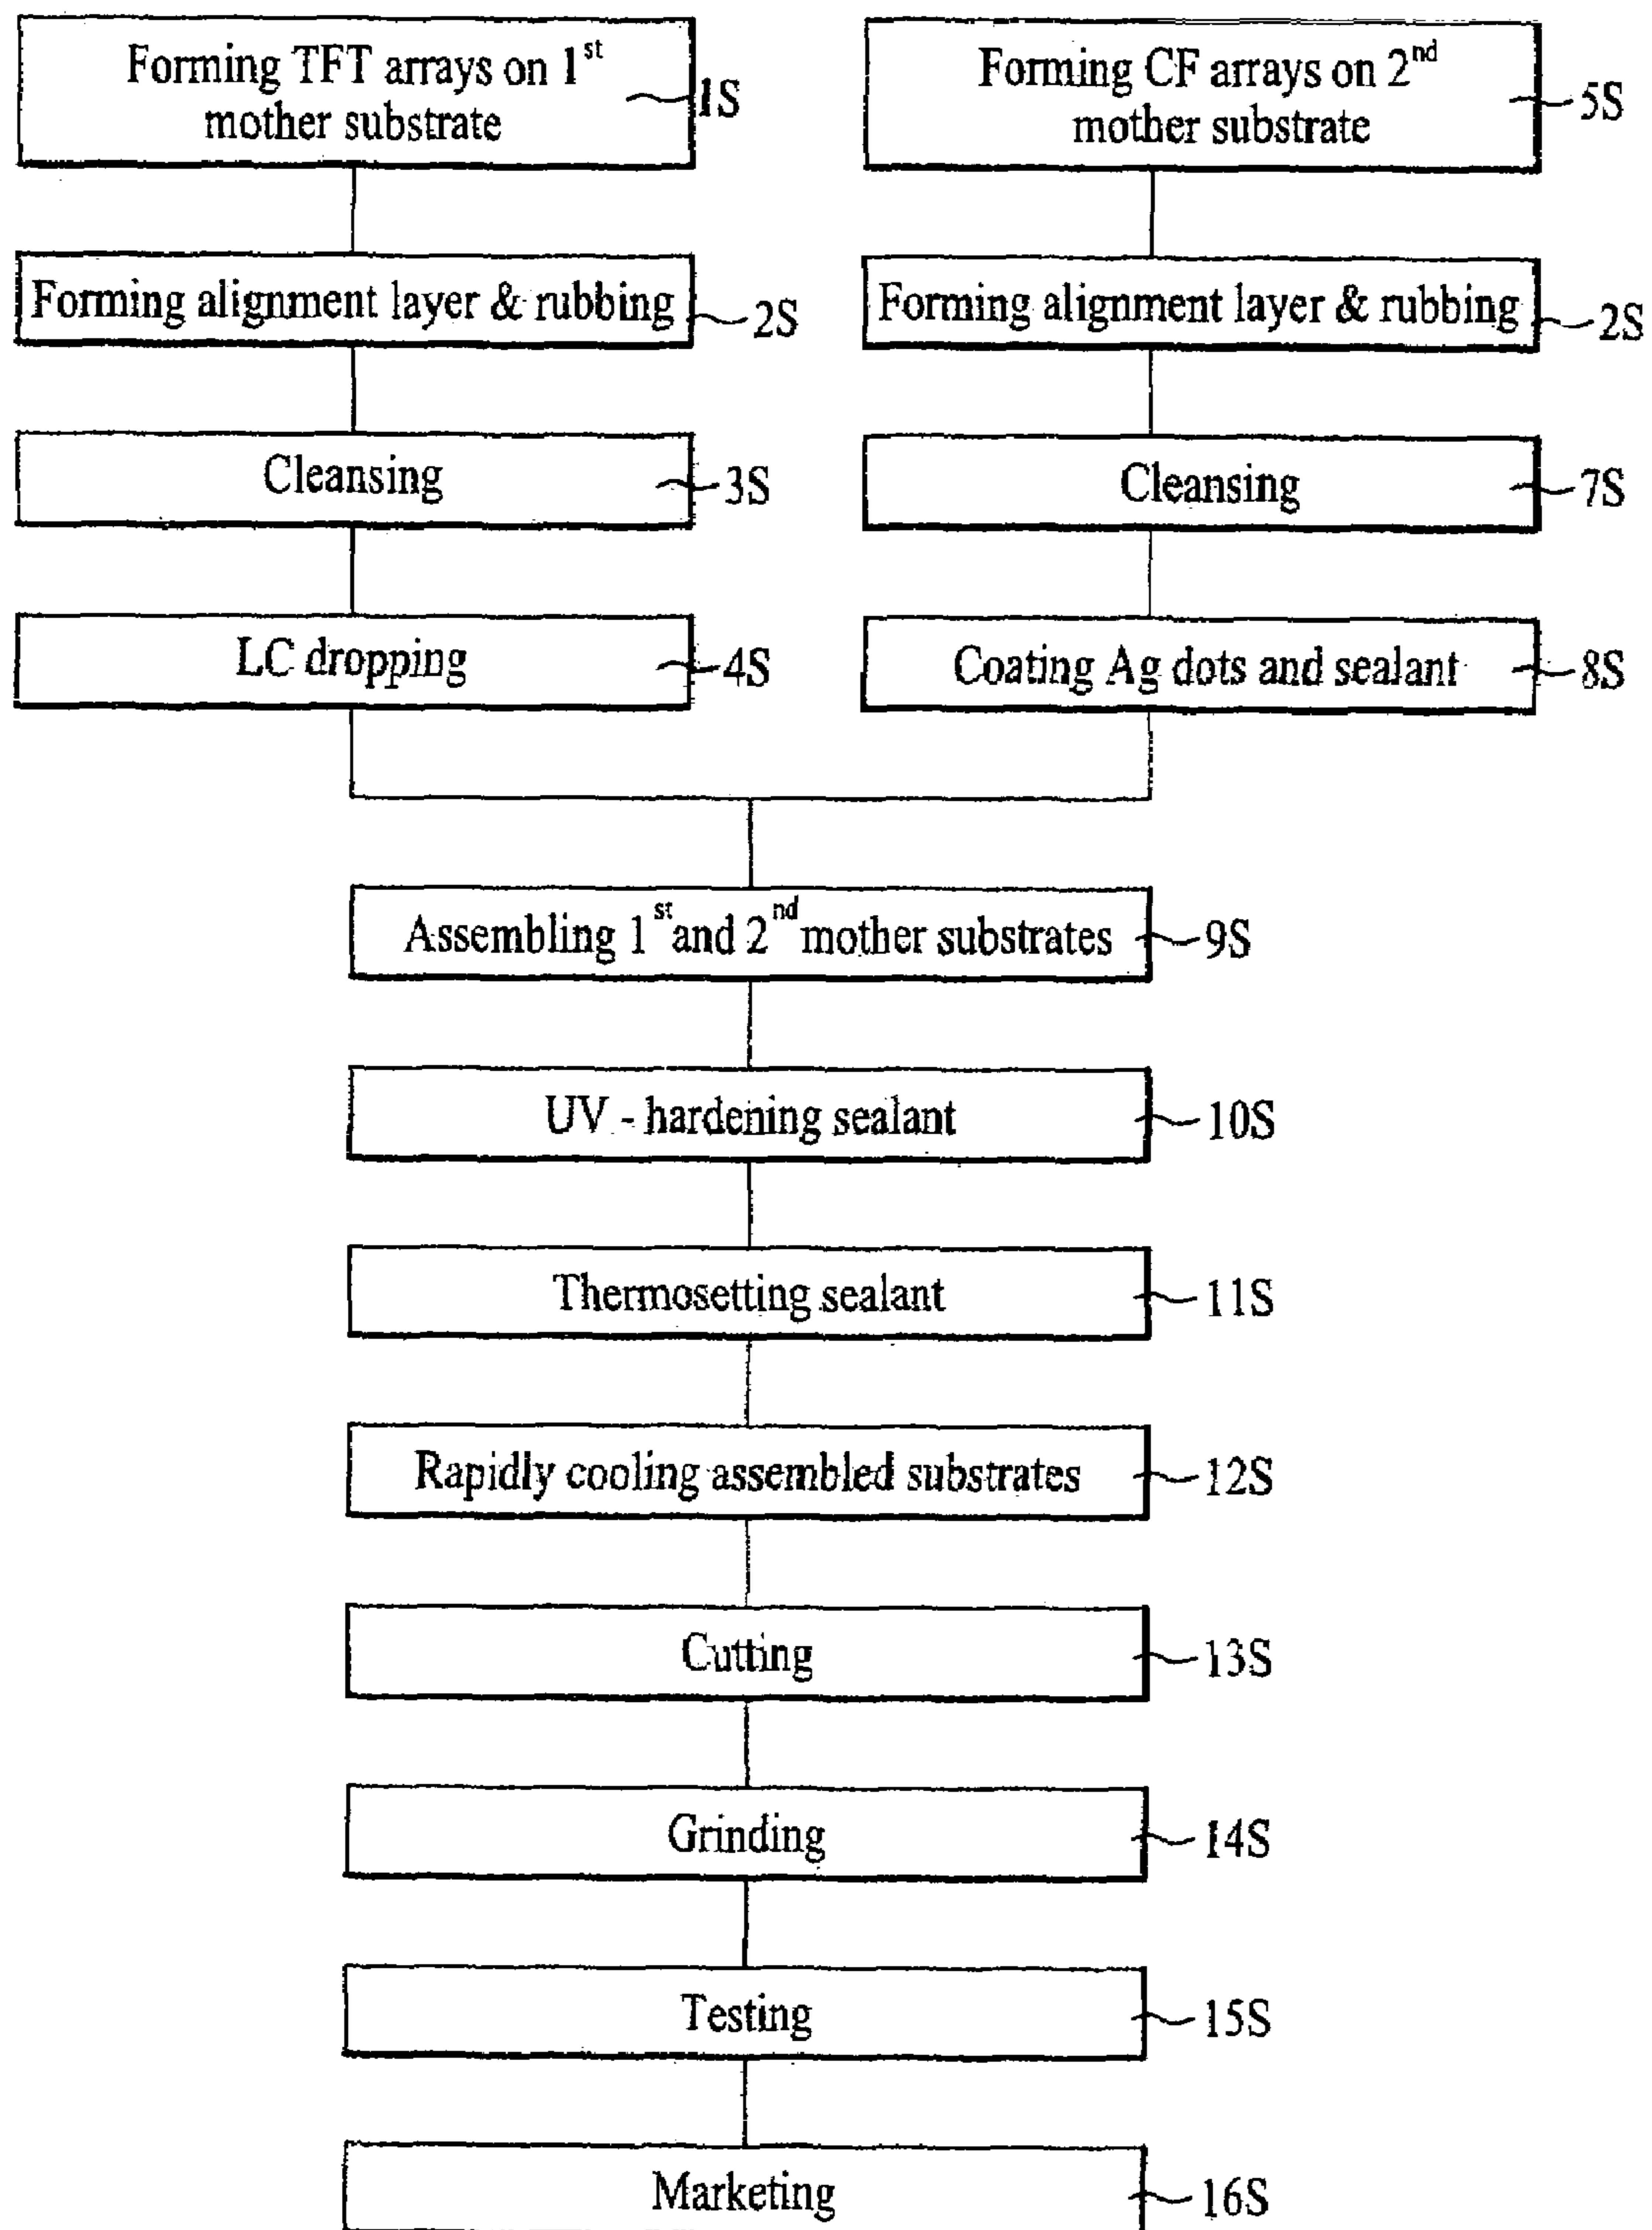 Forming TFT arrays on 1st
mother substrate
1S
Forming alignment layer & rubbing
2S
Cleansing
3S
LC dropping
4S
Forming CF arrays on 2nd
mother substrate
5S
Forming alignment layer & rubbing
2S
Cleansing
7S
Coating Ag dots and sealant
8S
Assembling 1st and 2nd mother substrates
9S
UV - hardening sealant
10S
Thermosetting sealant
11S
Rapidly cooling assembled substrates
12S
Cutting
13S
Grinding
14S
Testing
15S
Marketing
16S